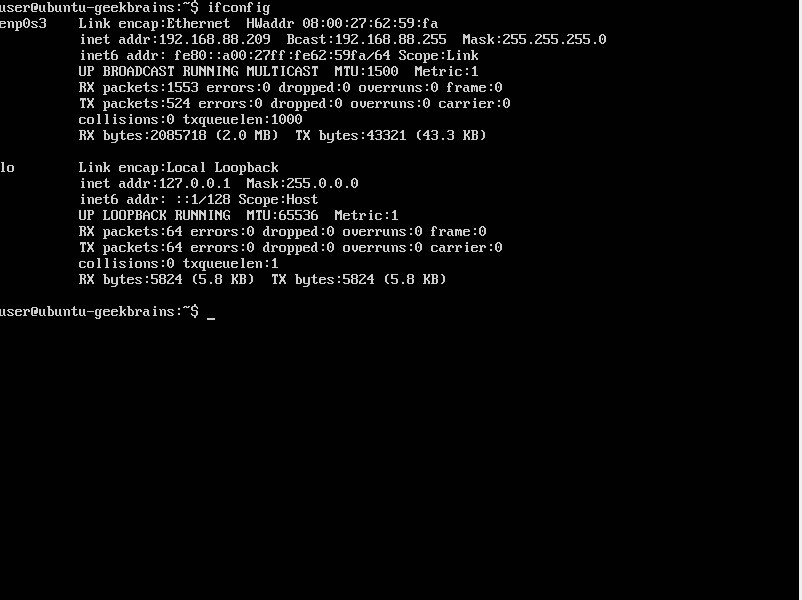 user@ubuntu-geekbrains:~$ ifconfig
enp0s3    Link encap:Ethernet  HWaddr 08:00:27:62:59:fa
          inet addr:192.168.88.209  Bcast:192.168.88.255  Mask:255.255.255.0
          inet6 addr: fe80::a00:27ff:fe62:59fa/64 Scope:Link
          UP BROADCAST RUNNING MULTICAST  MTU:1500  Metric:1
          RX packets:1553 errors:0 dropped:0 overruns:0 frame:0
          TX packets:524 errors:0 dropped:0 overruns:0 carrier:0
          collisions:0 txqueuelen:1000
          RX bytes:2085718 (2.0 MB)  TX bytes:43321 (43.3 KB)

lo        Link encap:Local Loopback
          inet addr:127.0.0.1  Mask:255.0.0.0
          inet6 addr: ::1/128 Scope:Host
          UP LOOPBACK RUNNING  MTU:65536  Metric:1
          RX packets:64 errors:0 dropped:0 overruns:0 frame:0
          TX packets:64 errors:0 dropped:0 overruns:0 carrier:0
          collisions:0 txqueuelen:1
          RX bytes:5824 (5.8 KB)  TX bytes:5824 (5.8 KB)

user@ubuntu-geekbrains:~$ _